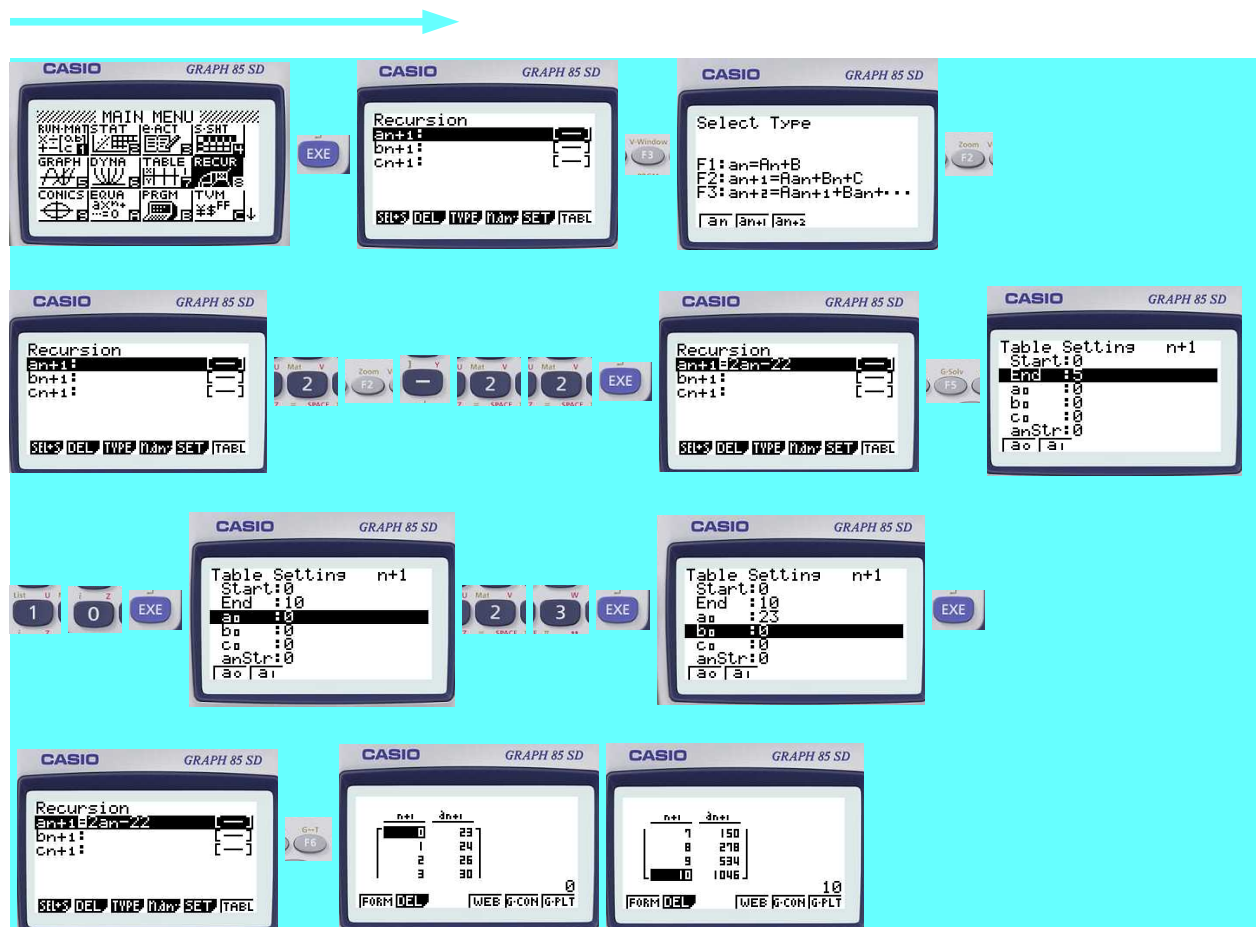 CASIO GRAPH 85 SD
MAIN MENU
RUN·MAT STAT e·ACT S·SHT
GRAPH DYNA TABLE RECUR
CONICS EQUA PRGM TVM
EXE
CASIO GRAPH 85 SD
Recursion
an+1:
bn+1:
cn+1:
SEL+S DEL TYPE n.an·· SET TABL
V-Window
F3
CASIO GRAPH 85 SD
Select Type
F1:an=An+B
F2:an+1=Aan+Bn+C
F3:an+2=Aan+1+Ban+···
an an+1 an+2
Zoom V
F2
CASIO GRAPH 85 SD
Recursion
an+1:
bn+1:
cn+1:
SEL+S DEL TYPE n.an·· SET TABL
U Mat V
2
Zoom V
F2
] Y
−
U Mat V
2
U Mat V
2
EXE
CASIO GRAPH 85 SD
Recursion
an+1=2an-22
bn+1:
cn+1:
SEL+S DEL TYPE n.an·· SET TABL
G-Solv
F5
CASIO GRAPH 85 SD
Table Setting n+1
Start:0
End :5
a0 :0
b0 :0
c0 :0
anStr:0
a0 a1
List U
1
i Z
0
EXE
CASIO GRAPH 85 SD
Table Setting n+1
Start:0
End :10
a0 :0
b0 :0
c0 :0
anStr:0
a0 a1
U Mat V
2
W
3
EXE
CASIO GRAPH 85 SD
Table Setting n+1
Start:0
End :10
a0 :23
b0 :0
c0 :0
anStr:0
a0 a1
EXE
CASIO GRAPH 85 SD
Recursion
an+1=2an-22
bn+1:
cn+1:
SEL+S DEL TYPE n.an·· SET TABL
G↔T
F6
CASIO GRAPH 85 SD
n+1 an+1
0 23
1 24
2 26
3 30
0
FORM DEL WEB G·CON G·PLT
CASIO GRAPH 85 SD
n+1 an+1
7 150
8 278
9 534
10 1046
10
FORM DEL WEB G·CON G·PLT